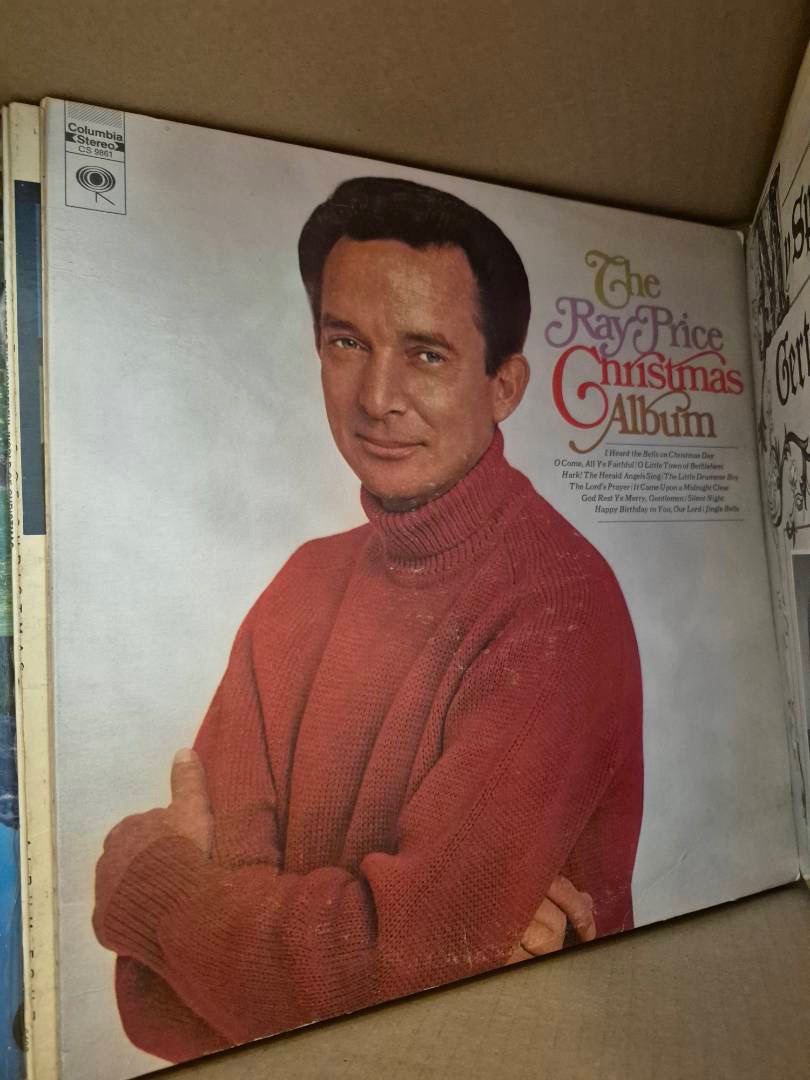 Columbia
Stereo
CS 9861
The
Ray Price
Christmas
Album
I Heard the Bells on Christmas Day
O Come, All Ye Faithful/O Little Town of Bethlehem
Hark! The Herald Angels Sing/The Little Drummer Boy
The Lord's Prayer/It Came Upon a Midnight Clear
God Rest Ye Merry, Gentlemen/Silent Night
Happy Birthday to You, Our Lord/Jingle Bells